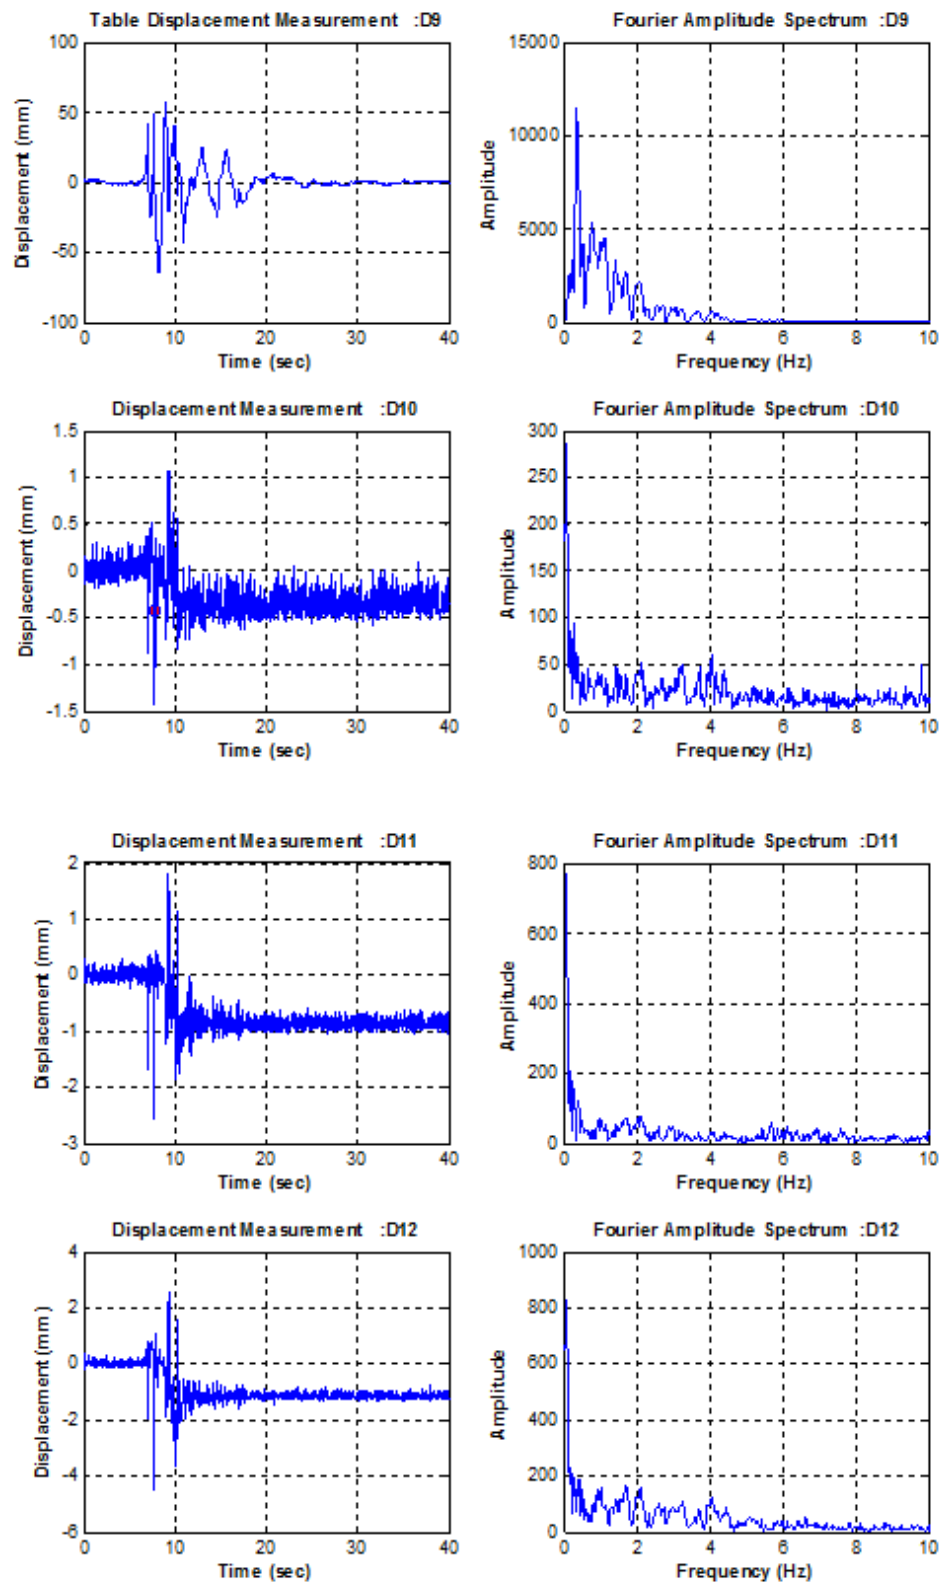 Table Displacement Measurement :D9
Fourier Amplitude Spectrum :D9
Displacement (mm)
100
50
0
-50
-100
0 10 20 30 40
Time (sec)
Amplitude
15000
10000
5000
0
0 2 4 6 8 10
Frequency (Hz)
Displacement Measurement :D10
Fourier Amplitude Spectrum :D10
Displacement (mm)
1.5
1
0.5
0
-0.5
-1
-1.5
0 10 20 30 40
Time (sec)
Amplitude
300
250
200
150
100
50
0
0 2 4 6 8 10
Frequency (Hz)
Displacement Measurement :D11
Fourier Amplitude Spectrum :D11
Displacement (mm)
2
1
0
-1
-2
-3
0 10 20 30 40
Time (sec)
Amplitude
800
600
400
200
0
0 2 4 6 8 10
Frequency (Hz)
Displacement Measurement :D12
Fourier Amplitude Spectrum :D12
Displacement (mm)
4
2
0
-2
-4
-6
0 10 20 30 40
Time (sec)
Amplitude
1000
800
600
400
200
0
0 2 4 6 8 10
Frequency (Hz)